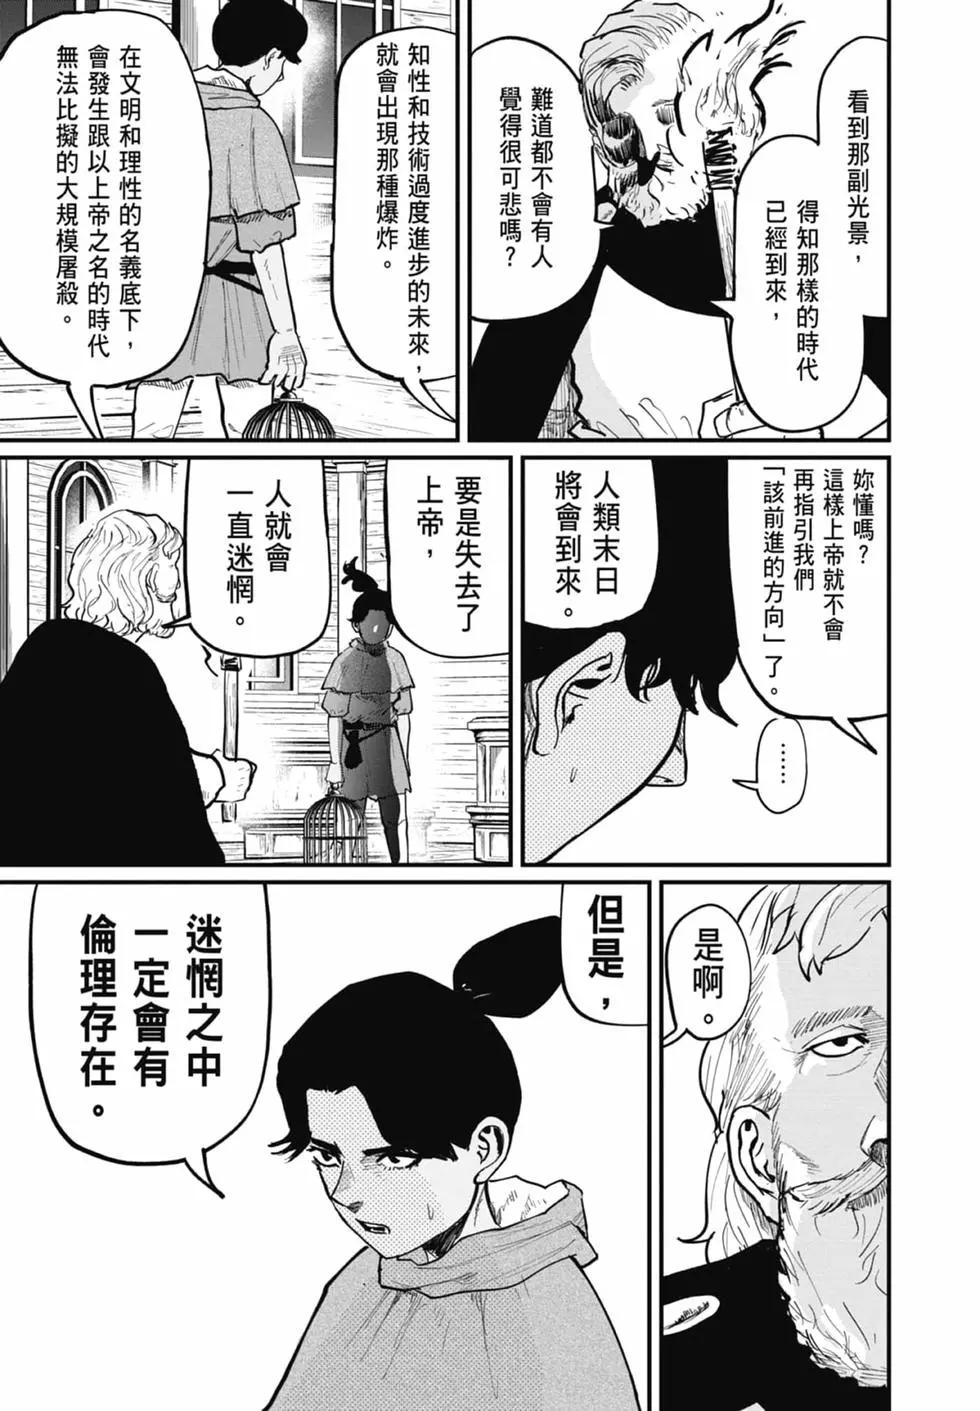 看到那副光景，
得知那樣的時代
已經到來，
難道都不會有人
覺得很可悲嗎？
知性和技術過度進步的未來，
就會出現那種爆炸。
在文明和理性的名義底下，
會發生跟以上帝之名的時代
無法比擬的大規模屠殺。
妳懂嗎？
這樣上帝就不會
再指引我們
「該前進的方向」了。
……
人類末日
將會到來。
要是失去了
上帝，
人就會
一直迷惘。
是啊。
但是，
迷惘之中
一定會有
倫理存在。